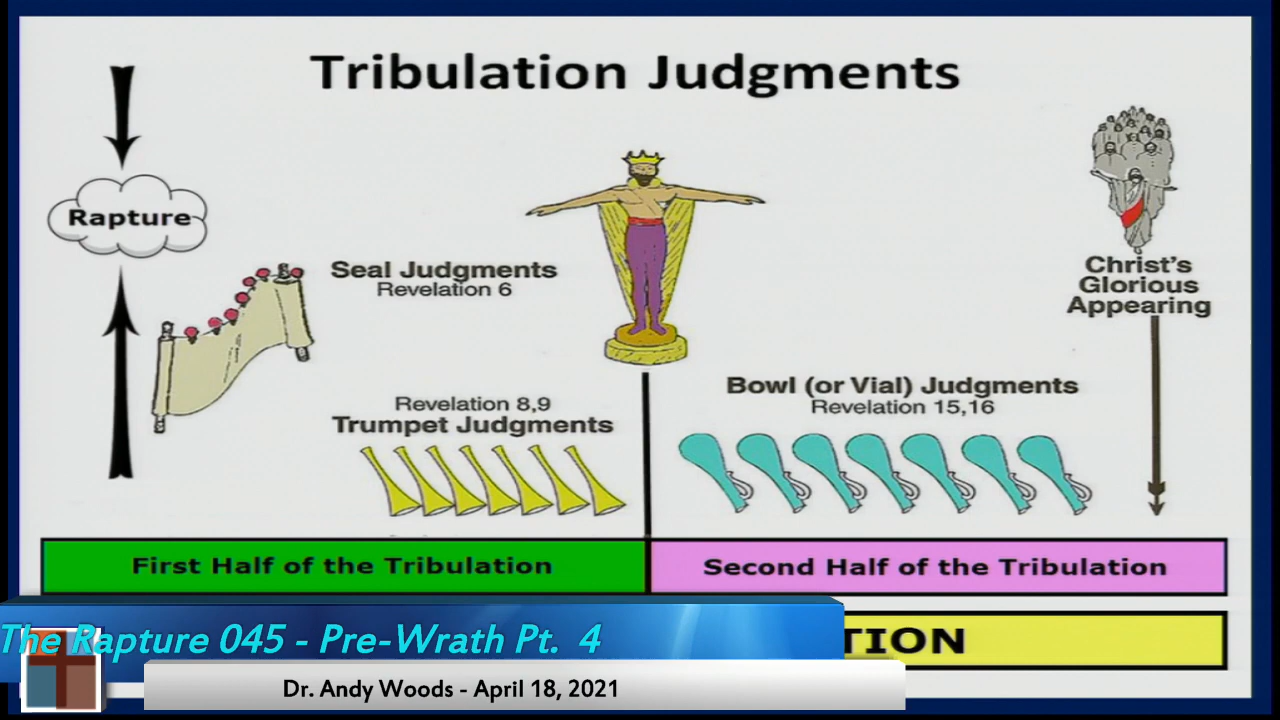 Tribulation Judgments
Rapture
Seal Judgments
Revelation 6
Christ's
Glorious
Appearing
Revelation 8,9
Trumpet Judgments
Bowl (or Vial) Judgments
Revelation 15,16
First Half of the Tribulation
Second Half of the Tribulation
TION
The Rapture 045 - Pre-Wrath Pt. 4
Dr. Andy Woods - April 18, 2021